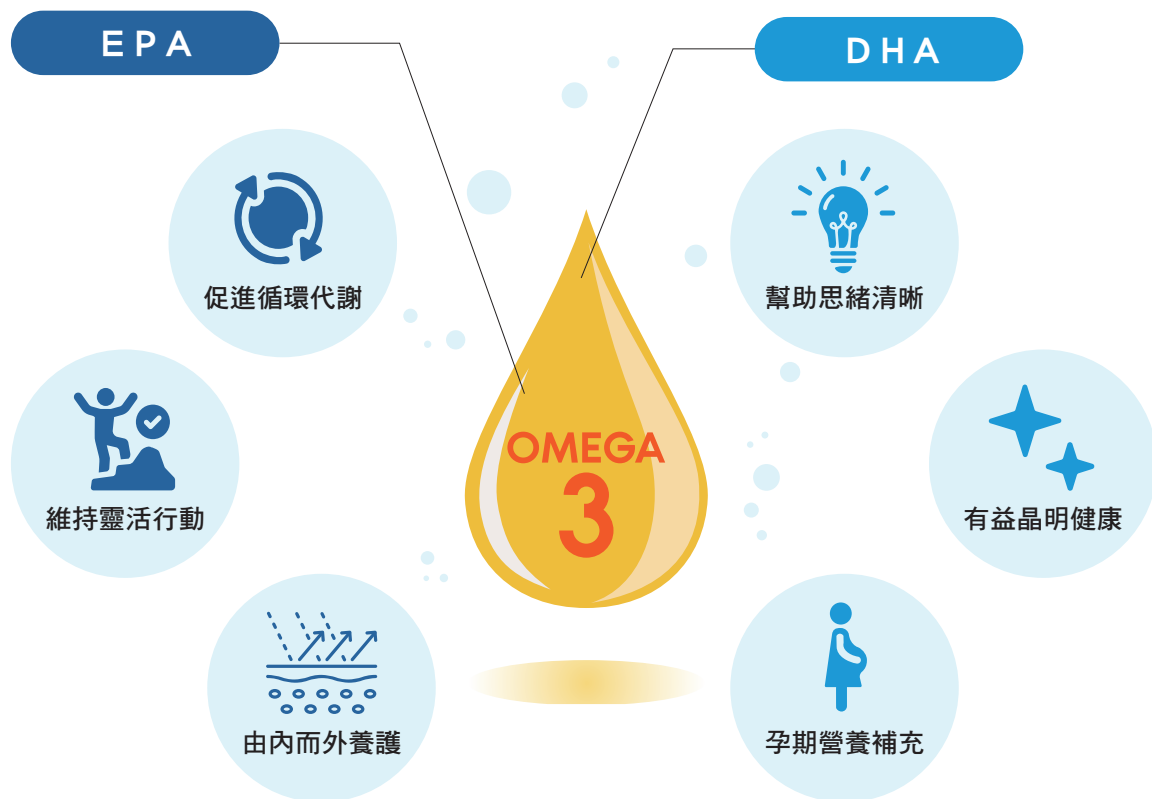 EPA
DHA
促進循環代謝
幫助思緒清晰
維持靈活行動
OMEGA
3
有益晶明健康
由內而外養護
孕期營養補充